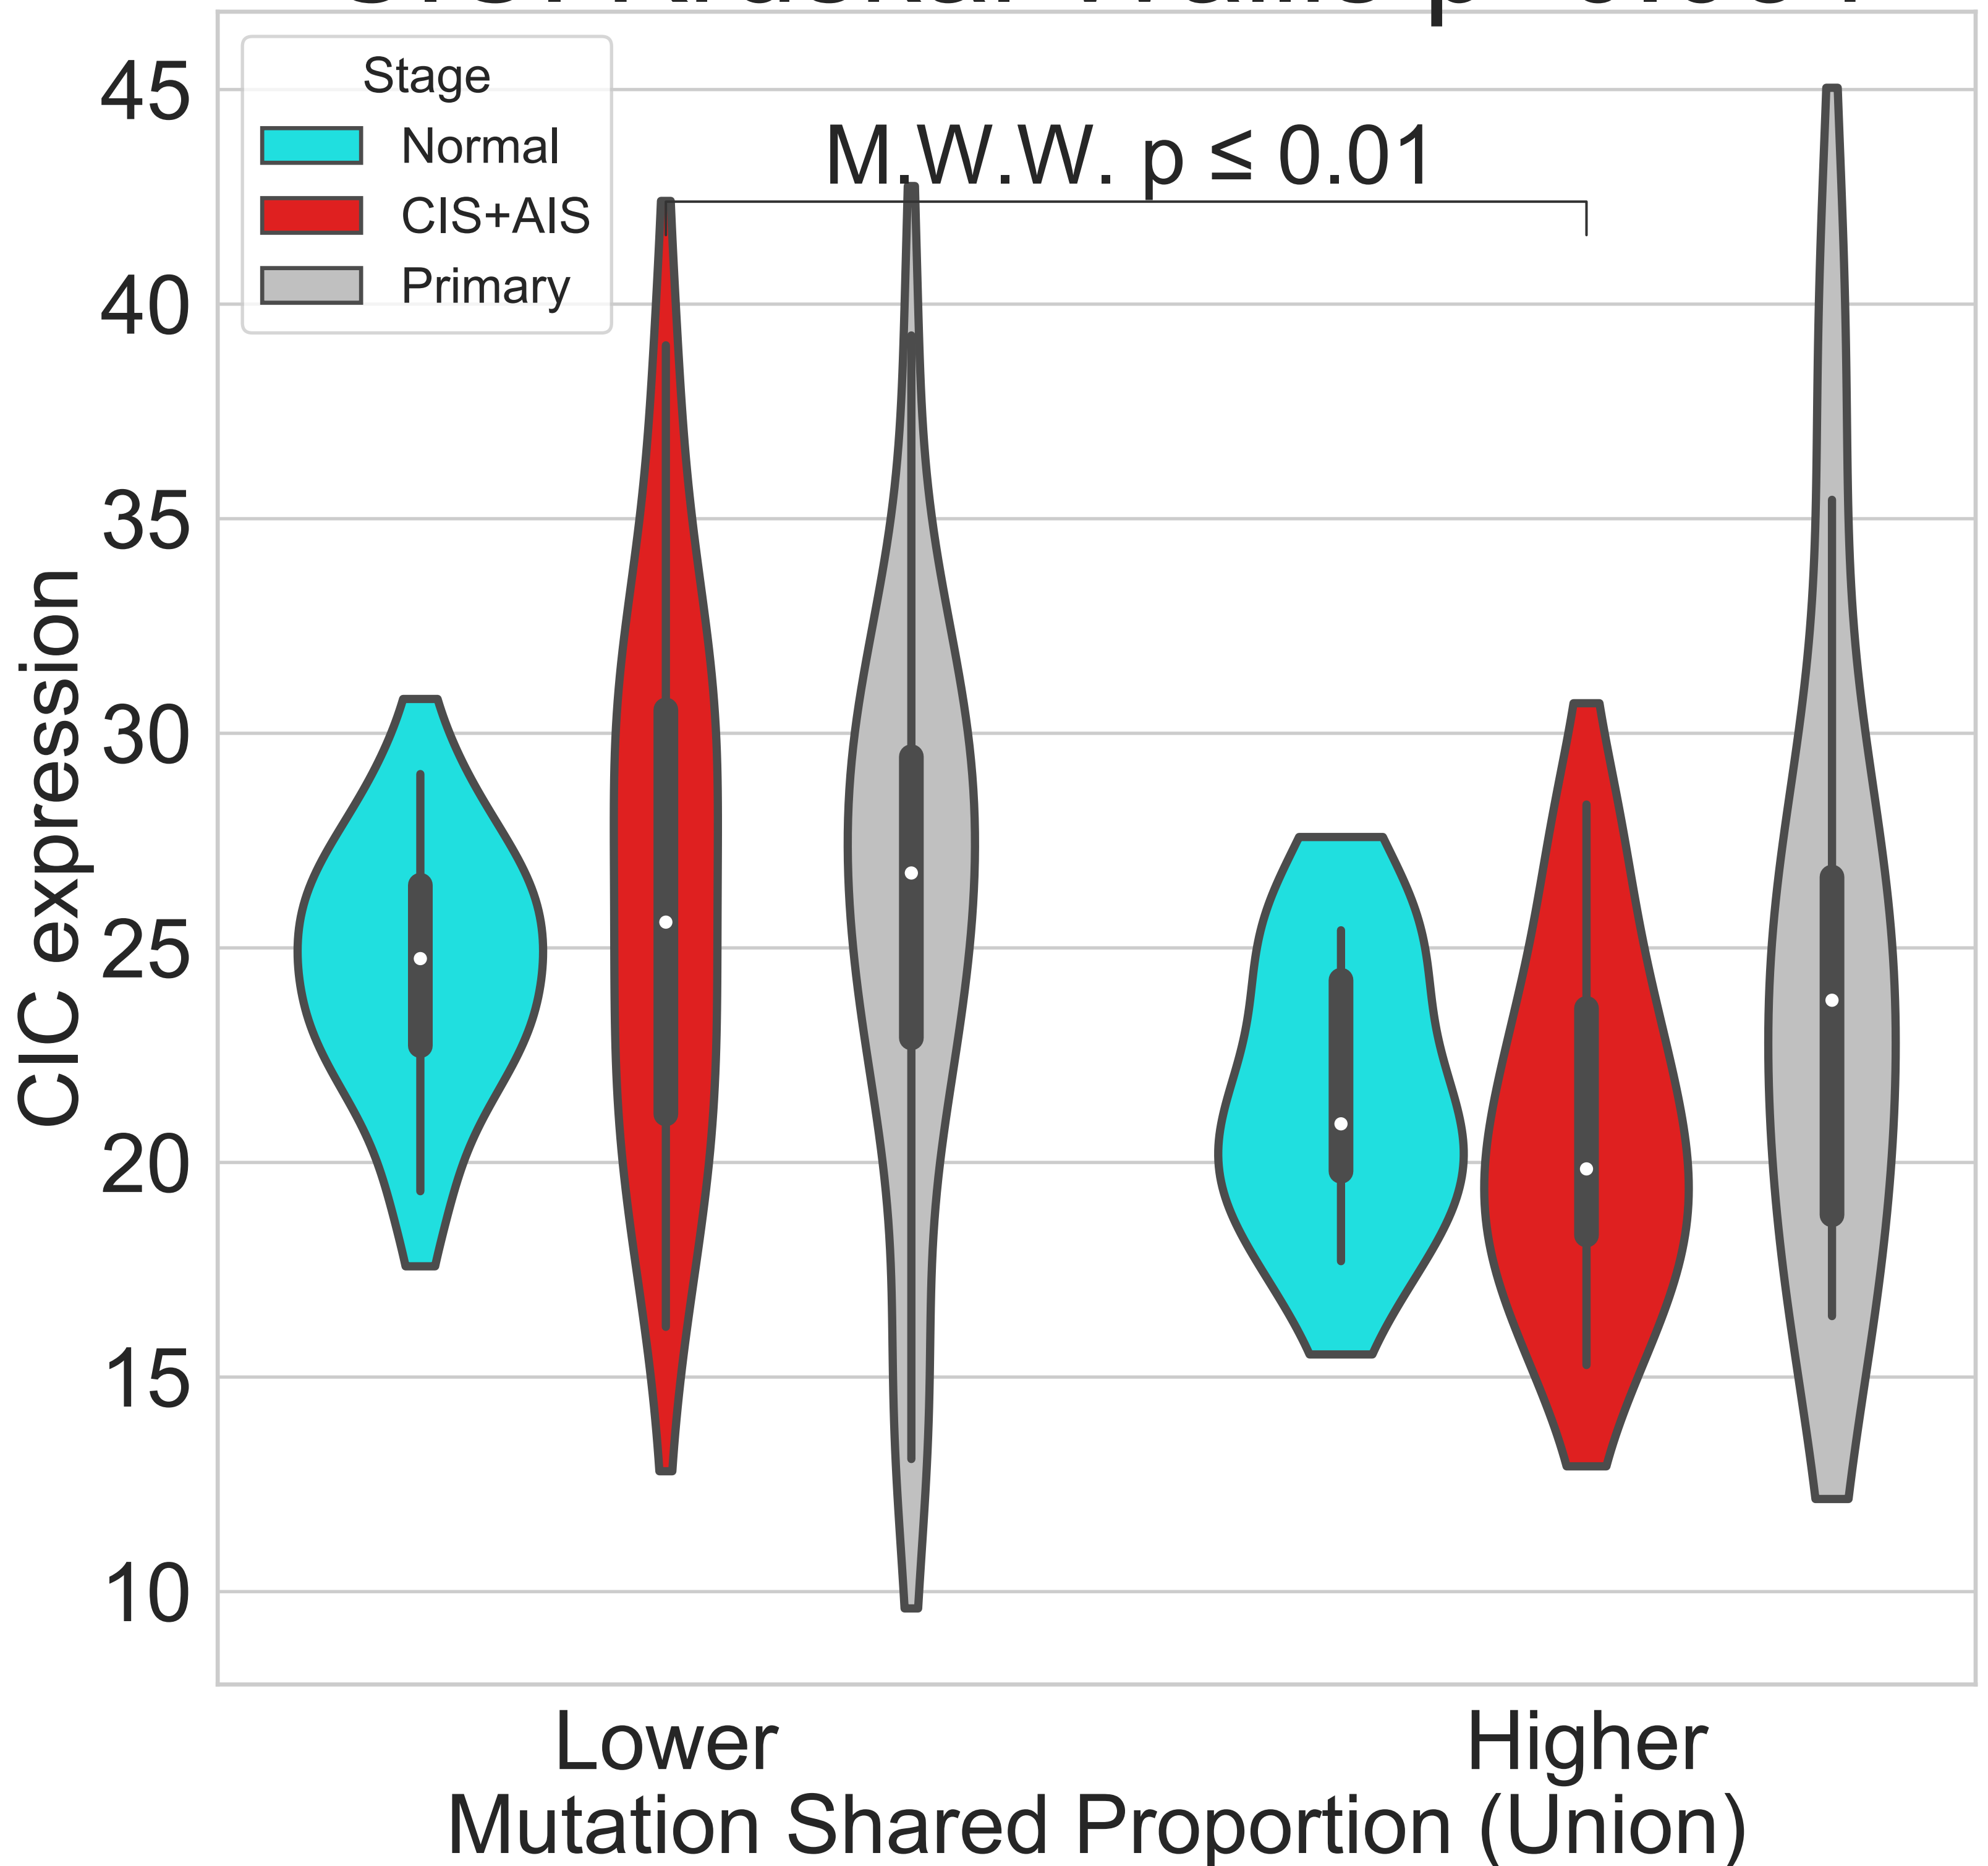 45
40
35
30
25
20
15
10
CIC expression
Stage
Normal
CIS+AIS
Primary
M.W.W. p ≤ 0.01
Lower
Higher
Mutation Shared Proportion (Union)